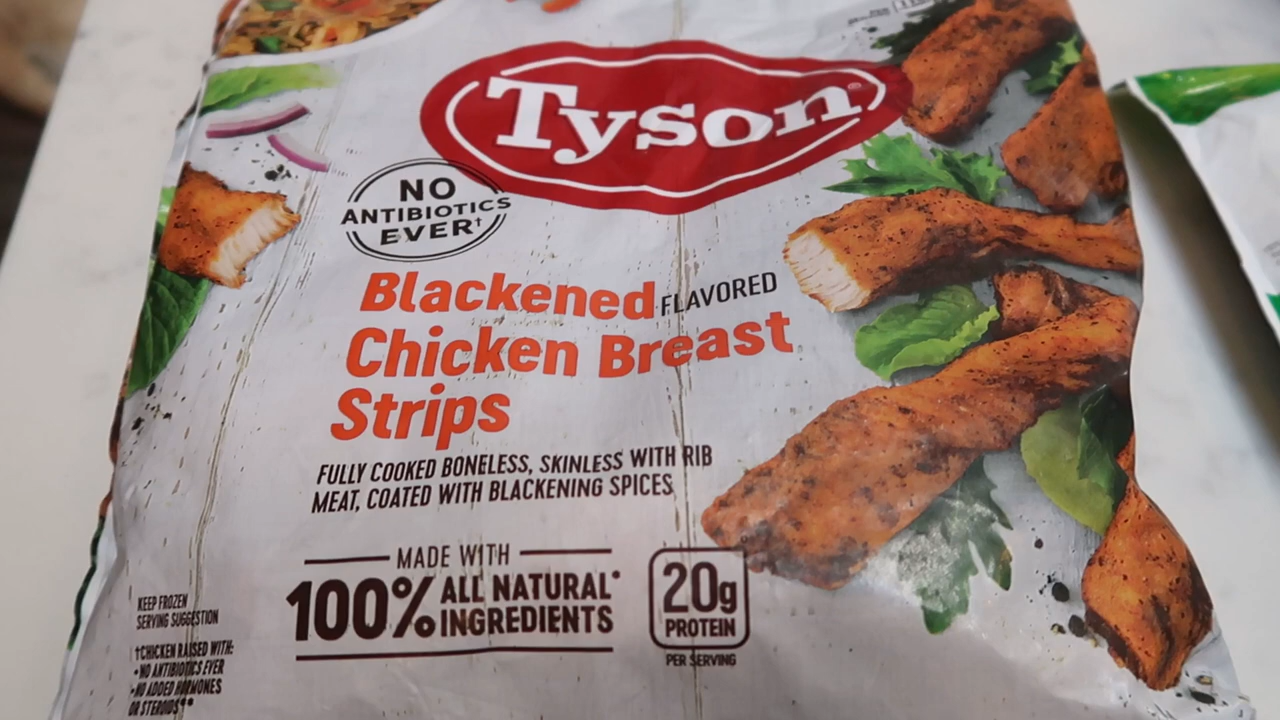 Tyson®
NO
ANTIBIOTICS
EVER†
Blackened FLAVORED
Chicken Breast
Strips
FULLY COOKED BONELESS, SKINLESS WITH RIB
MEAT, COATED WITH BLACKENING SPICES
MADE WITH
100% ALL NATURAL*
INGREDIENTS
20g
PROTEIN
PER SERVING
KEEP FROZEN
SERVING SUGGESTION
†CHICKEN RAISED WITH:
•NO ANTIBIOTICS EVER
•NO ADDED HORMONES
OR STEROIDS**